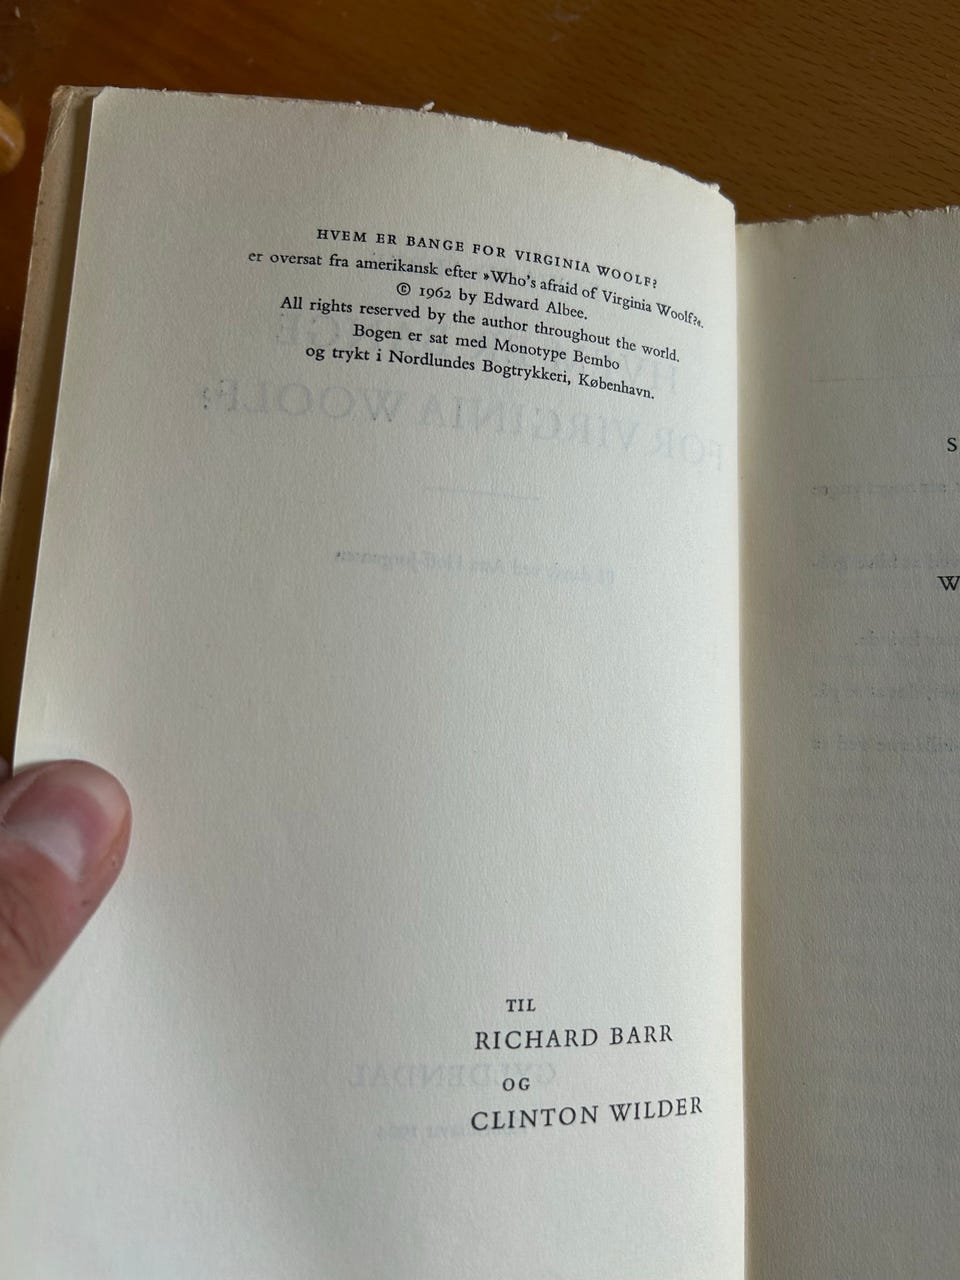 HVEM ER BANGE FOR VIRGINIA WOOLF?
er oversat fra amerikansk efter »Who's afraid of Virginia Woolf?«.
© 1962 by Edward Albee.
All rights reserved by the author throughout the world.
Bogen er sat med Monotype Bembo
og trykt i Nordlundes Bogtrykkeri, København.
TIL
RICHARD BARR
OG
CLINTON WILDER
S
W